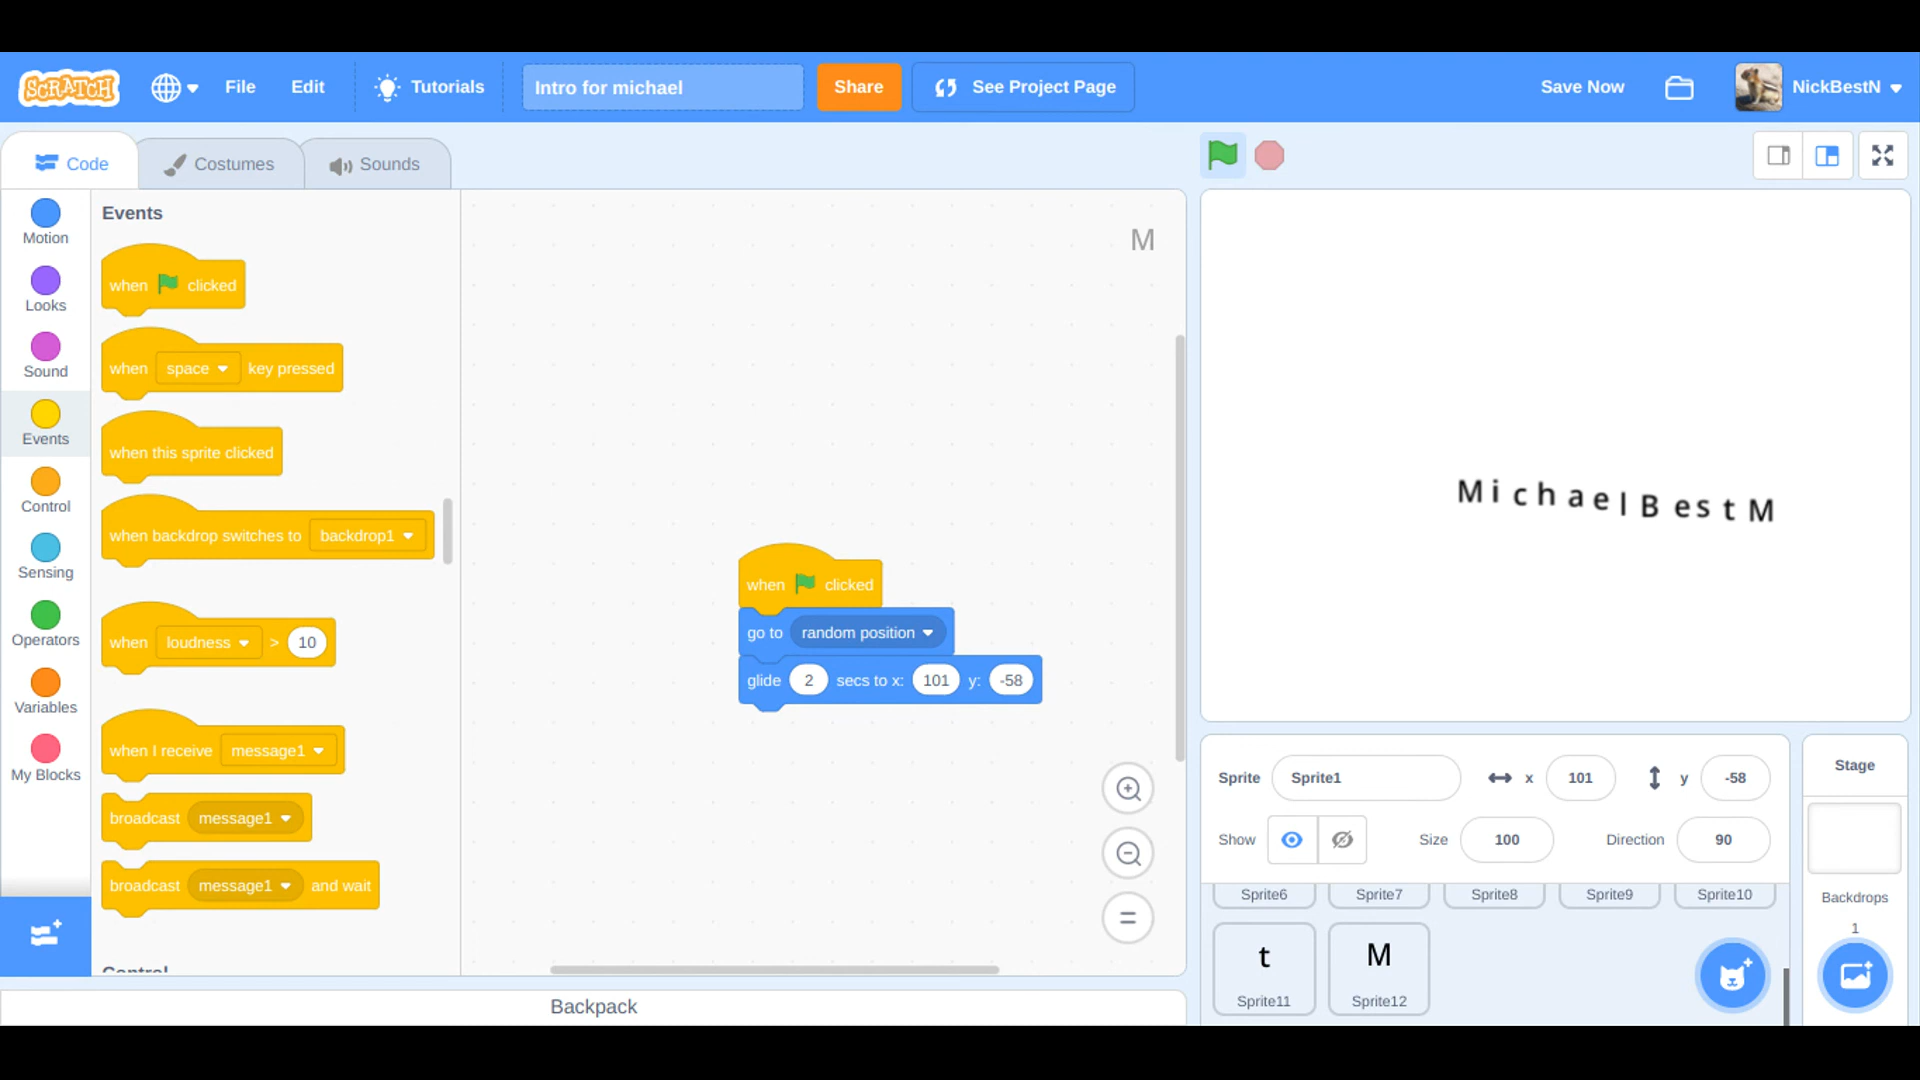 SCRATCH File Edit Tutorials Intro for michael Share See Project Page Save Now NickBestN
Code Costumes Sounds
Motion
Looks
Sound
Events
Control
Sensing
Operators
Variables
My Blocks
Events
when clicked
when space key pressed
when this sprite clicked
when backdrop switches to backdrop1
when loudness > 10
when I receive message1
broadcast message1
broadcast message1 and wait
Control
M
when clicked
go to random position
glide 2 secs to x: 101 y: -58
Backpack
M i c h a e l B e s t M
Sprite Sprite1 x 101 y -58
Show Size 100 Direction 90
Sprite6 Sprite7 Sprite8 Sprite9 Sprite10
t M
Sprite11 Sprite12
Stage
Backdrops
1